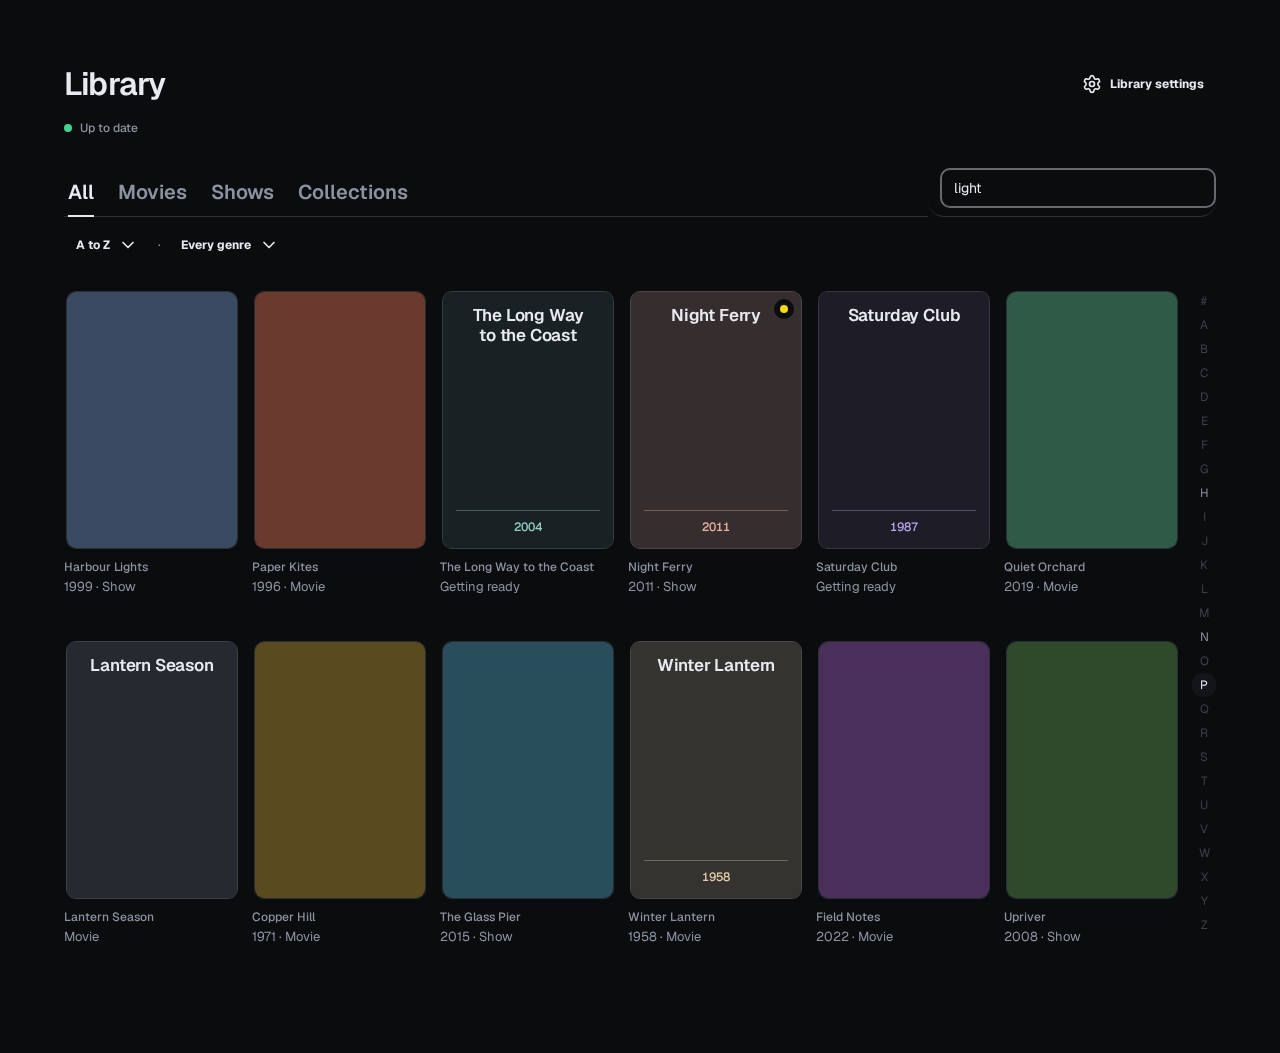 Library
Library settings
Up to date
All Movies Shows Collections
light
A to Z · Every genre
The Long Way
to the Coast
2004
Night Ferry
2011
Saturday Club
1987
Harbour Lights
1999 · Show
Paper Kites
1996 · Movie
The Long Way to the Coast
Getting ready
Night Ferry
2011 · Show
Saturday Club
Getting ready
Quiet Orchard
2019 · Movie
Lantern Season
Winter Lantern
1958
Lantern Season
Movie
Copper Hill
1971 · Movie
The Glass Pier
2015 · Show
Winter Lantern
1958 · Movie
Field Notes
2022 · Movie
Upriver
2008 · Show
#
A
B
C
D
E
F
G
H
I
J
K
L
M
N
O
P
Q
R
S
T
U
V
W
X
Y
Z